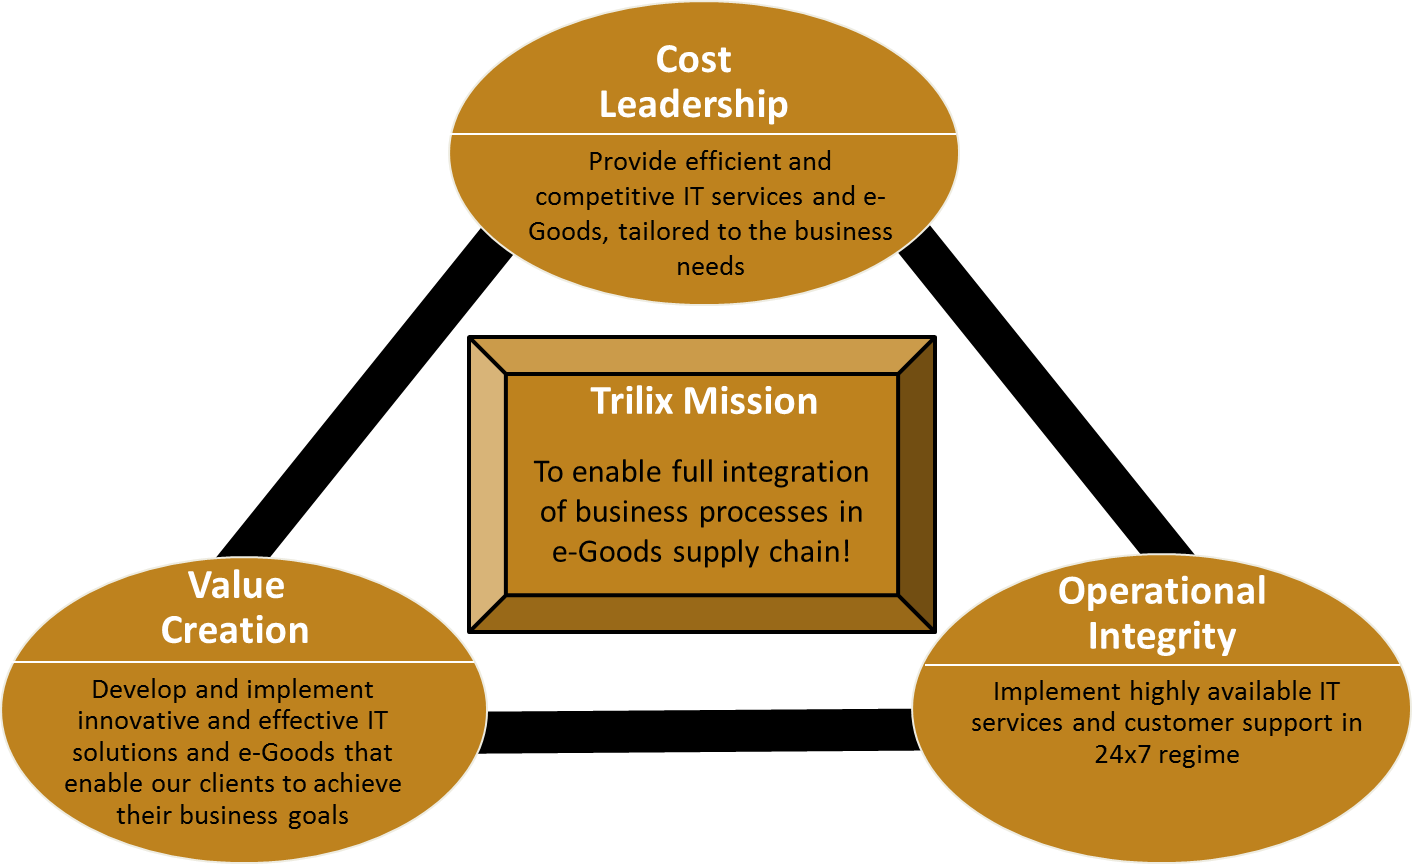 Cost
Leadership
Provide efficient and
competitive IT services and e-
Goods, tailored to the business
needs
Trilix Mission
To enable full integration
of business processes in
e-Goods supply chain!
Value
Creation
Develop and implement
innovative and effective IT
solutions and e-Goods that
enable our clients to achieve
their business goals
Operational
Integrity
Implement highly available IT
services and customer support in
24x7 regime